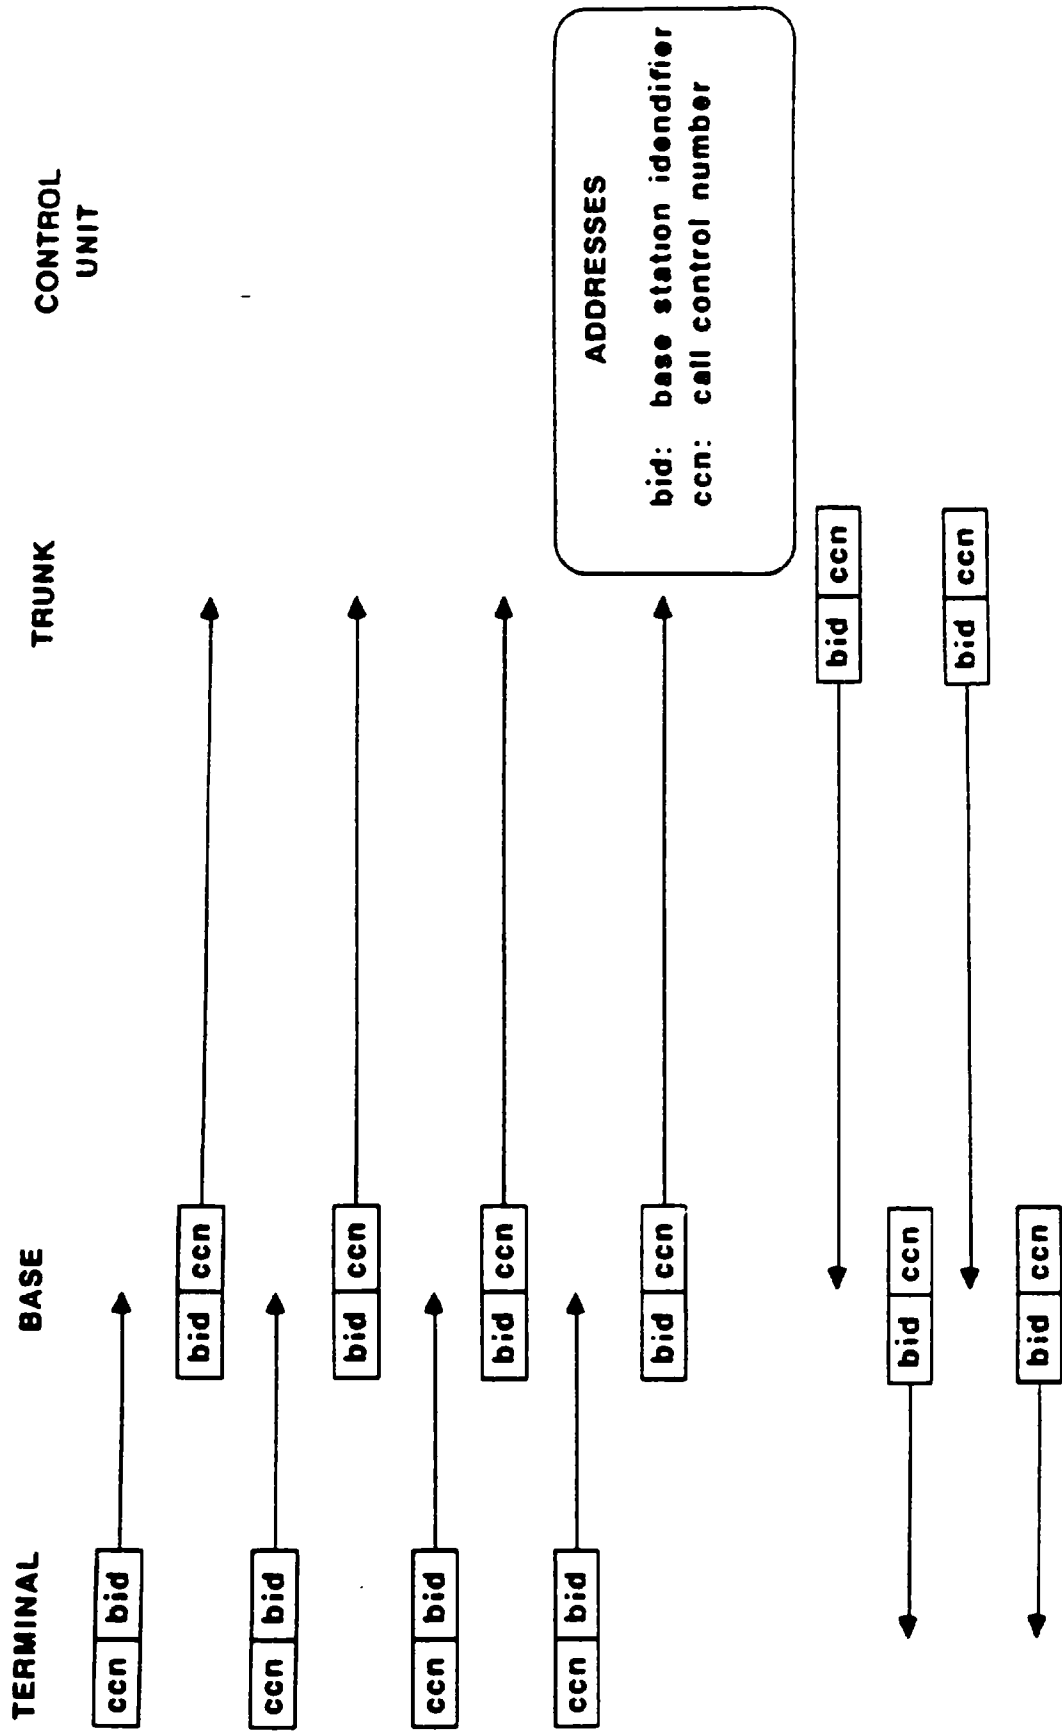 TERMINAL
BASE
TRUNK
CONTROL
UNIT
ccn bid
bid ccn
ccn bid
bid ccn
ccn bid
bid ccn
ccn bid
bid ccn
ADDRESSES
bid: base station idendifier
ccn: call control number
bid ccn
bid ccn
bid ccn
bid ccn